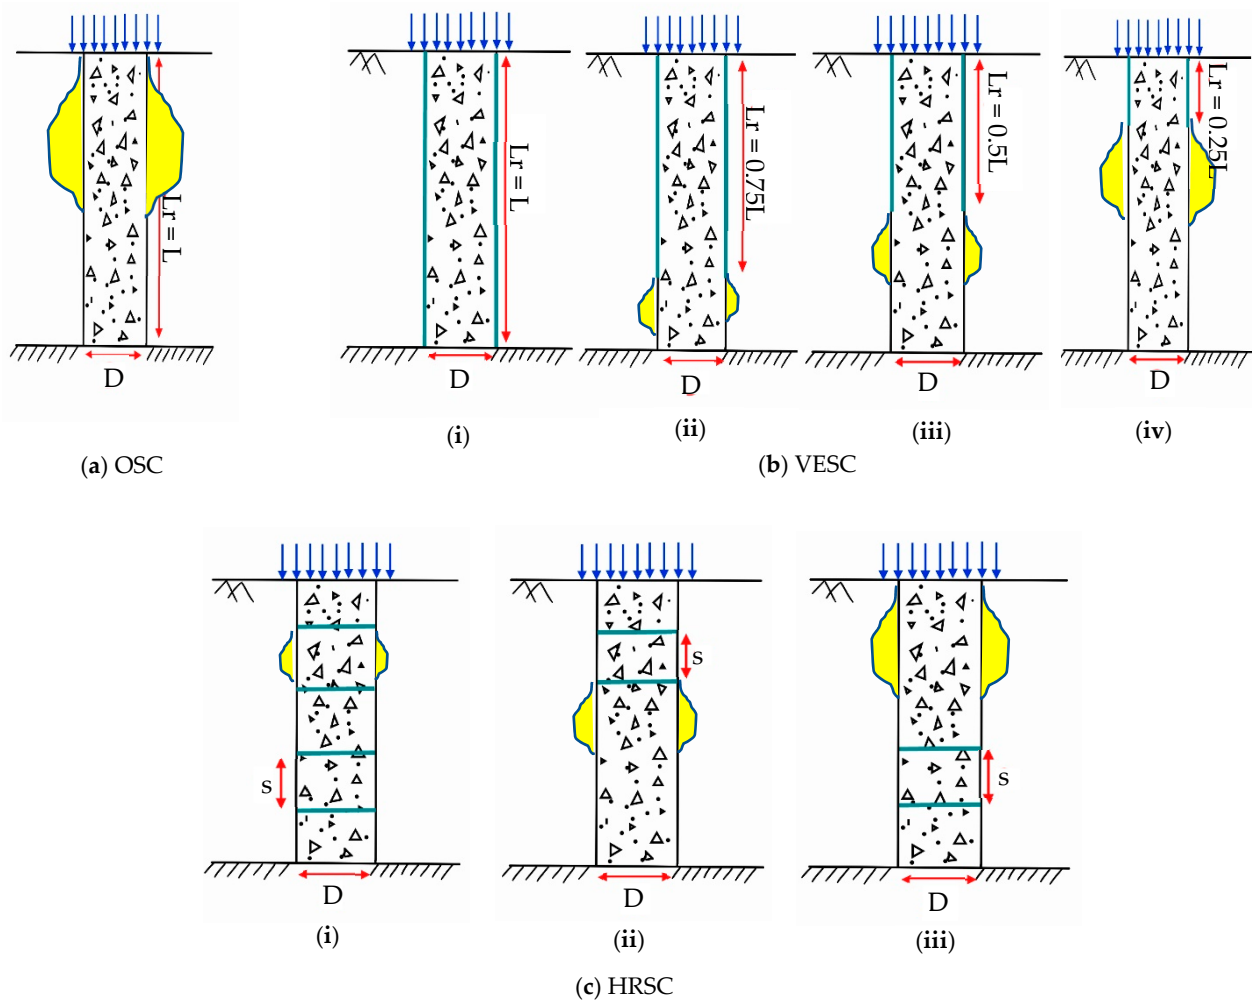 Lr = L
D
(a) OSC
Lr = L
D
(i)
Lr = 0.75L
D
(ii)
Lr = 0.5L
D
(iii)
Lr = 0.25L
D
(iv)
(b) VESC
s
D
(i)
s
D
(ii)
s
D
(iii)
(c) HRSC